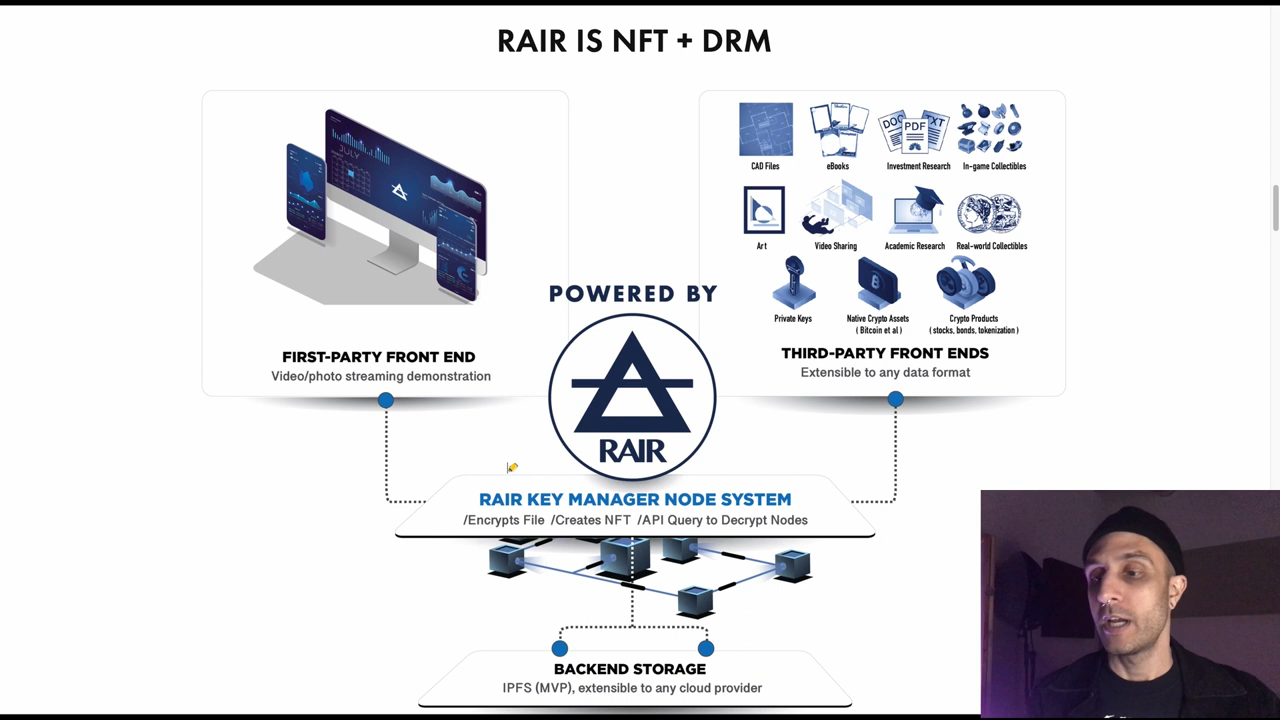 RAIR IS NFT + DRM
JULY
DOC
PDF
TXT
CAD Files
eBooks
Investment Research
In-game Collectibles
Art
Video Sharing
Academic Research
Real-world Collectibles
Private Keys
Native Crypto Assets
( Bitcoin et al )
Crypto Products
( stocks, bonds, tokenization )
POWERED BY
RAIR
FIRST-PARTY FRONT END
Video/photo streaming demonstration
THIRD-PARTY FRONT ENDS
Extensible to any data format
RAIR KEY MANAGER NODE SYSTEM
/Encrypts File /Creates NFT /API Query to Decrypt Nodes
BACKEND STORAGE
IPFS (MVP), extensible to any cloud provider